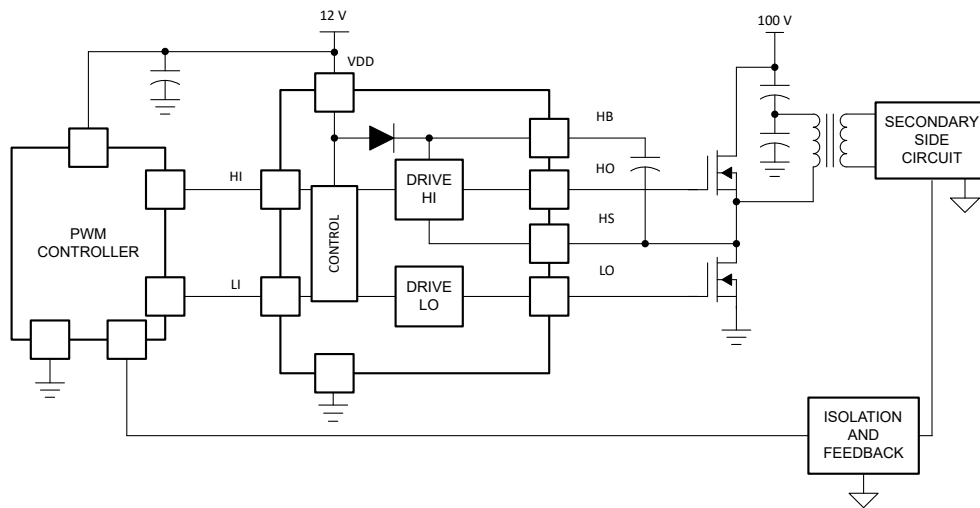 12 V
100 V
VDD
HB
SECONDARY
SIDE
CIRCUIT
HI
DRIVE
HI
HO
PWM
CONTROLLER
CONTROL
HS
LI
DRIVE
LO
LO
ISOLATION
AND
FEEDBACK